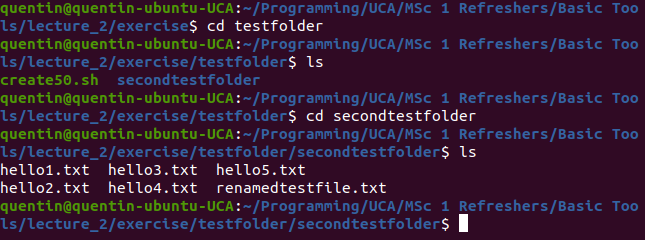 quentin@quentin-ubuntu-UCA:~/Programming/UCA/MSc 1 Refreshers/Basic Too
ls/lecture_2/exercise$ cd testfolder
quentin@quentin-ubuntu-UCA:~/Programming/UCA/MSc 1 Refreshers/Basic Too
ls/lecture_2/exercise/testfolder$ ls
create50.sh  secondtestfolder
quentin@quentin-ubuntu-UCA:~/Programming/UCA/MSc 1 Refreshers/Basic Too
ls/lecture_2/exercise/testfolder$ cd secondtestfolder
quentin@quentin-ubuntu-UCA:~/Programming/UCA/MSc 1 Refreshers/Basic Too
ls/lecture_2/exercise/testfolder/secondtestfolder$ ls
hello1.txt  hello3.txt  hello5.txt
hello2.txt  hello4.txt  renamedtestfile.txt
quentin@quentin-ubuntu-UCA:~/Programming/UCA/MSc 1 Refreshers/Basic Too
ls/lecture_2/exercise/testfolder/secondtestfolder$